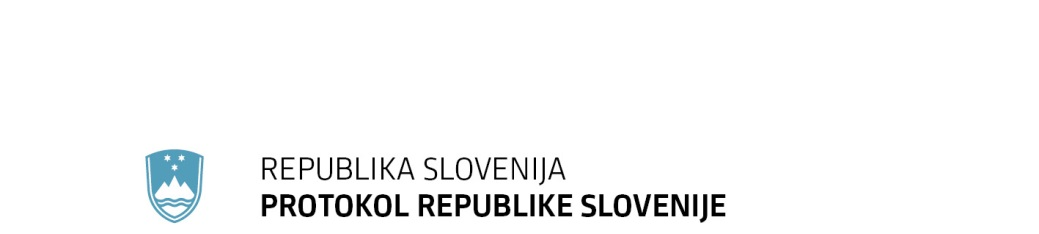 REPUBLIKA SLOVENIJA
PROTOKOL REPUBLIKE SLOVENIJE